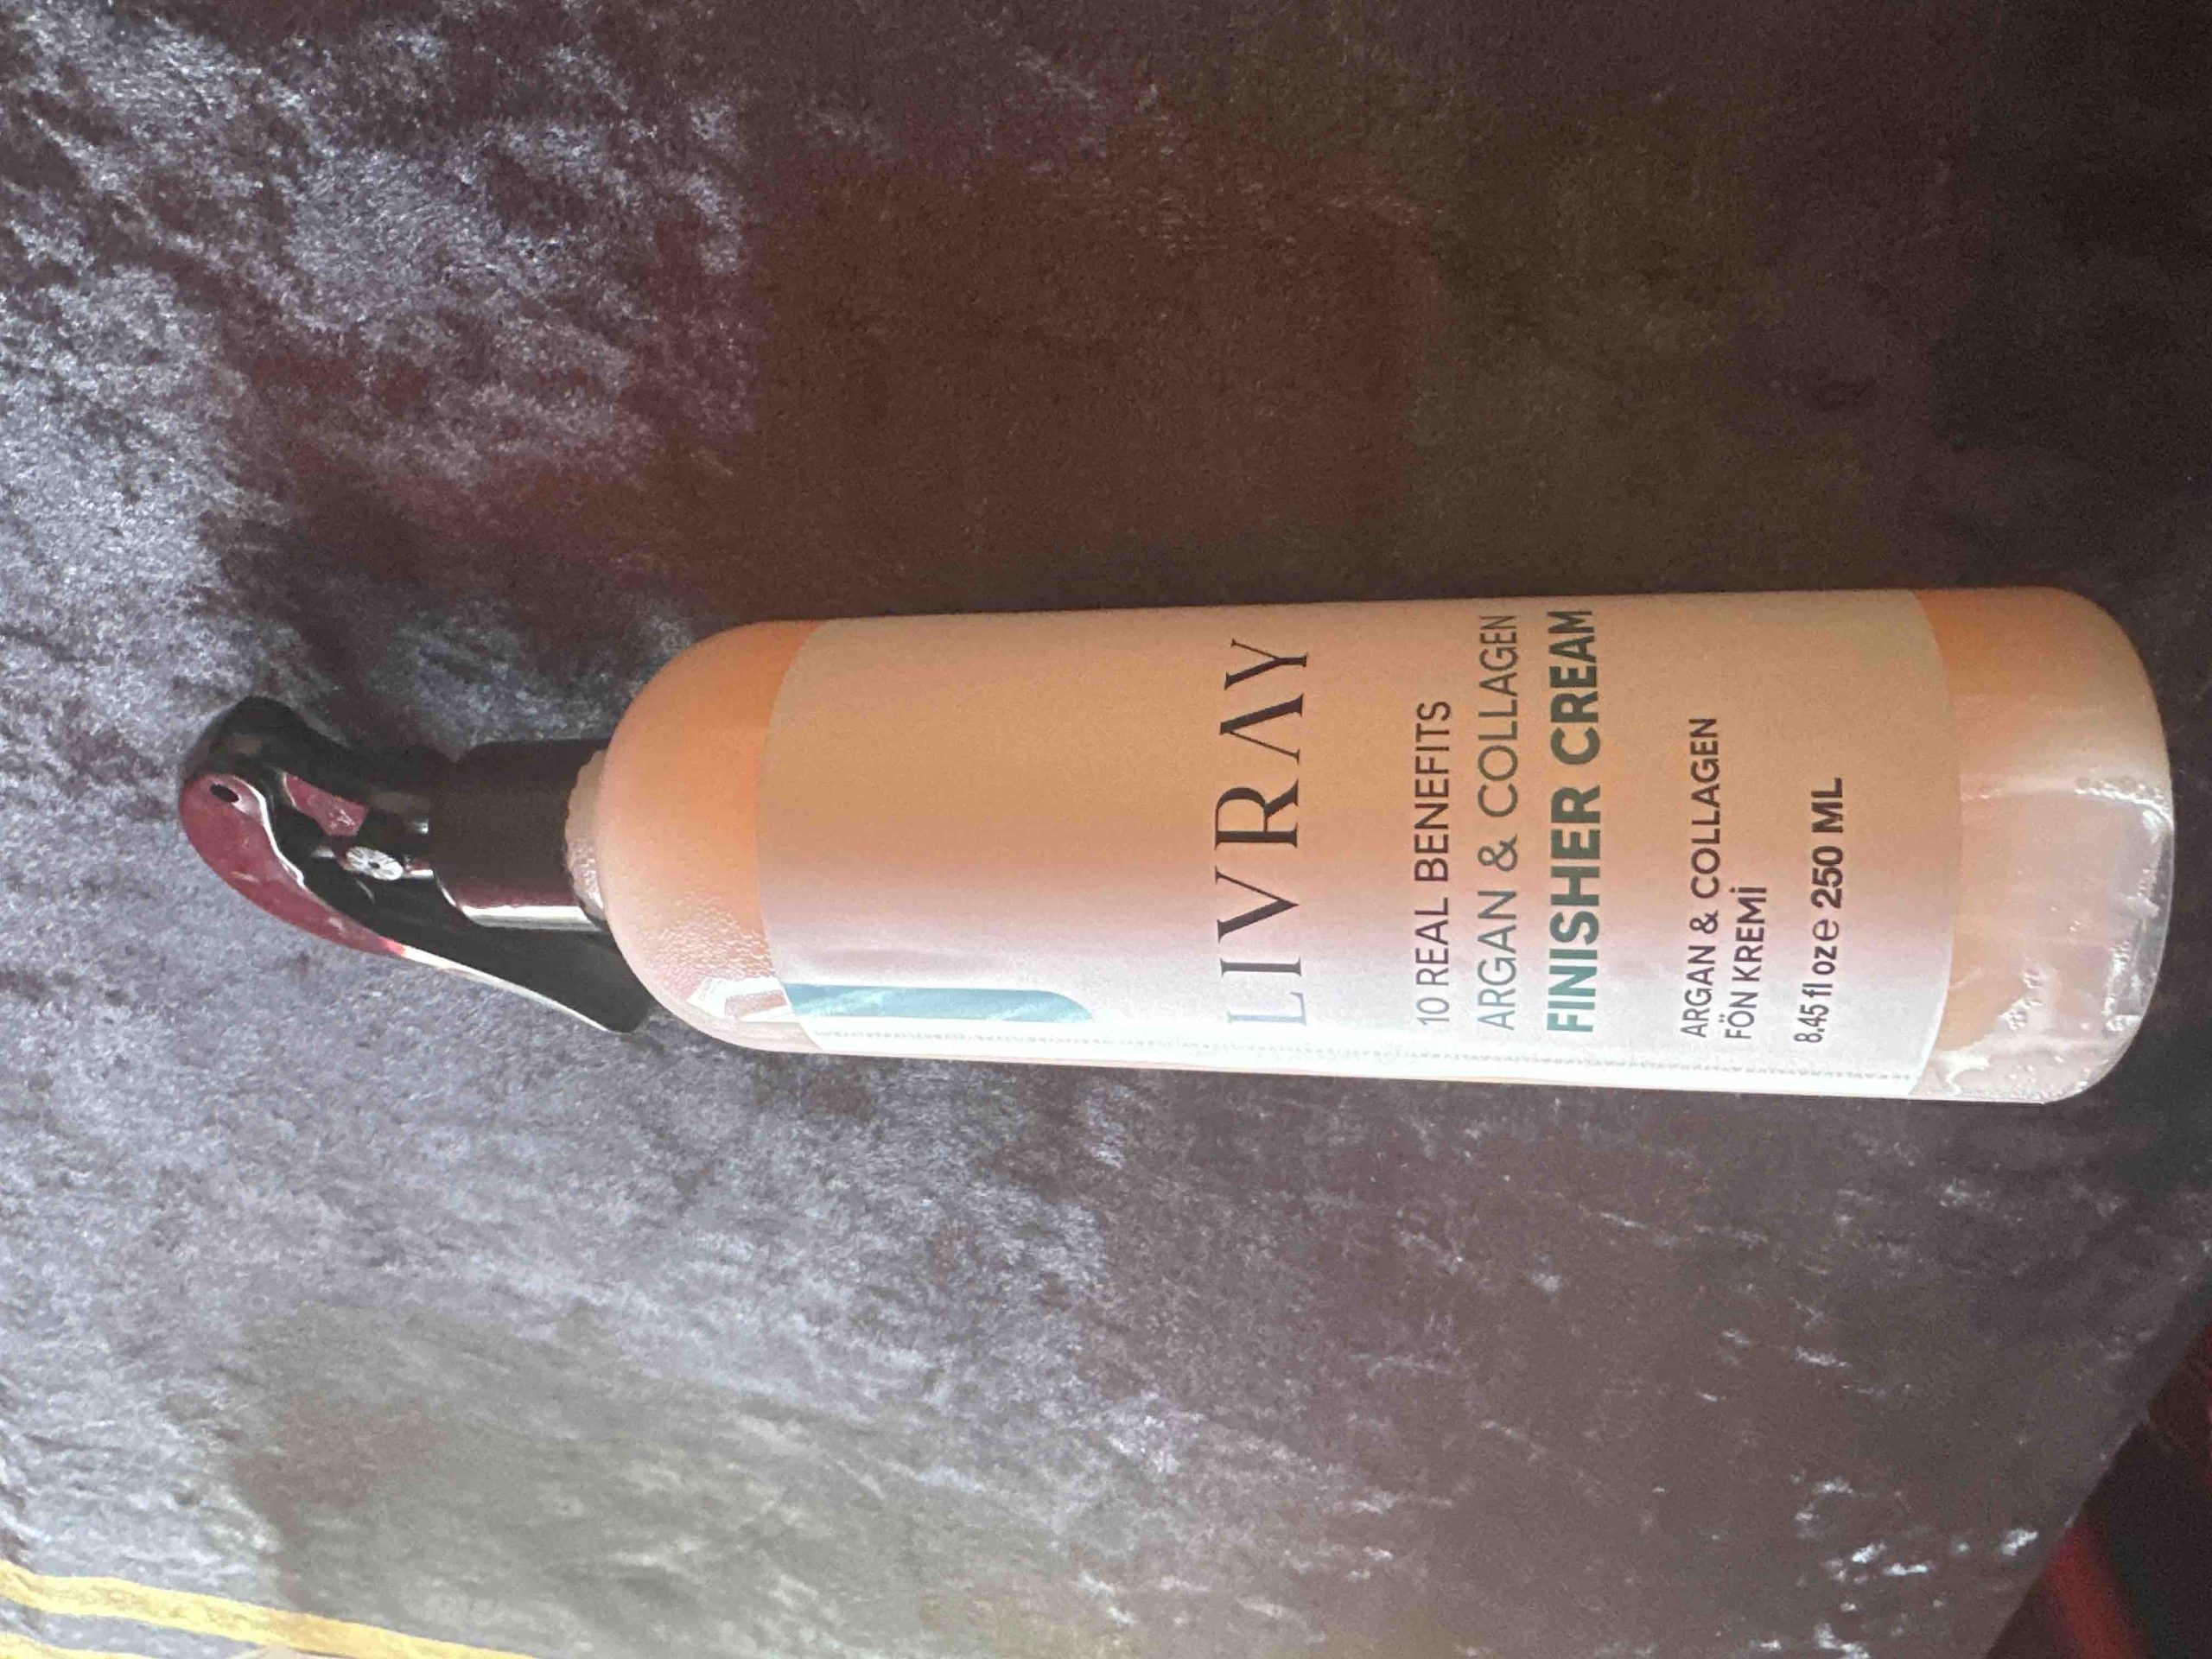 LIVRAY
10 REAL BENEFITS
ARGAN & COLLAGEN
FINISHER CREAM
ARGAN & COLLAGEN
FÖN KREMİ
8.45 fl oz e 250 ML